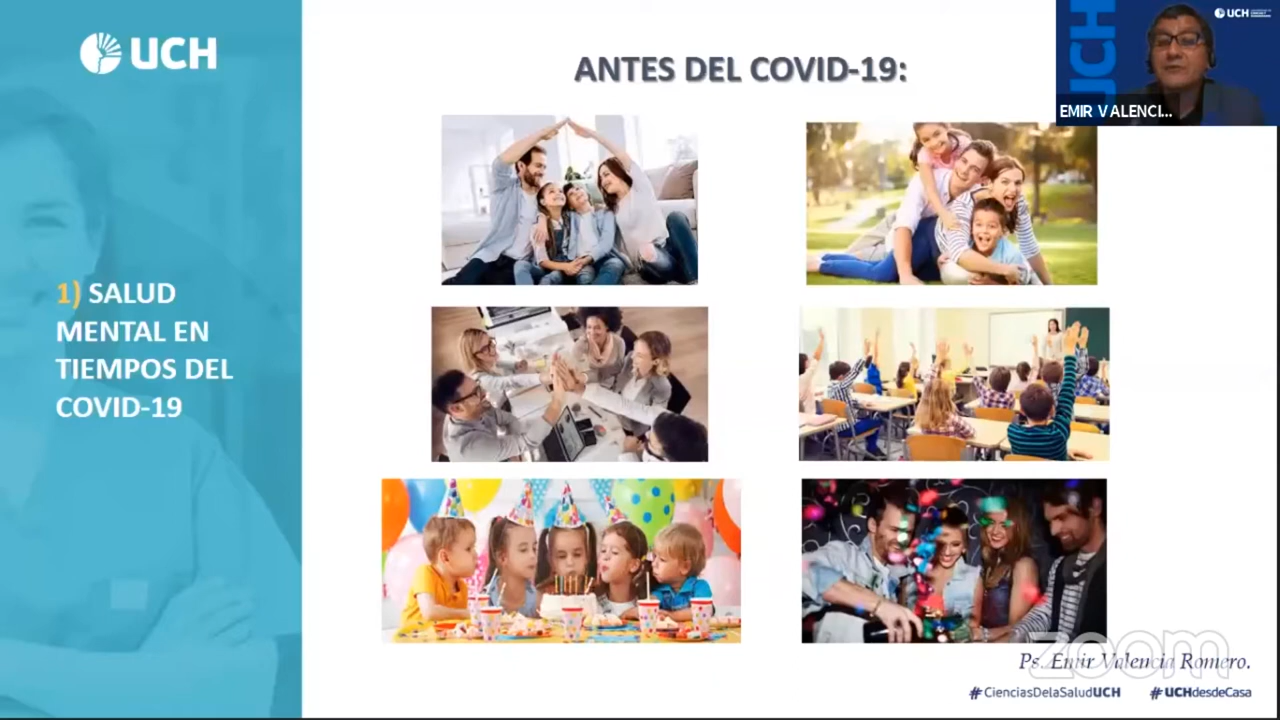 UCH
ANTES DEL COVID-19:
UCH
UCH
EMIR VALENCI...
1) SALUD
MENTAL EN
TIEMPOS DEL
COVID-19
zoom
Ps. Emir Valencia Romero.
#CienciasDelaSaludUCH #UCHdesdeCasa